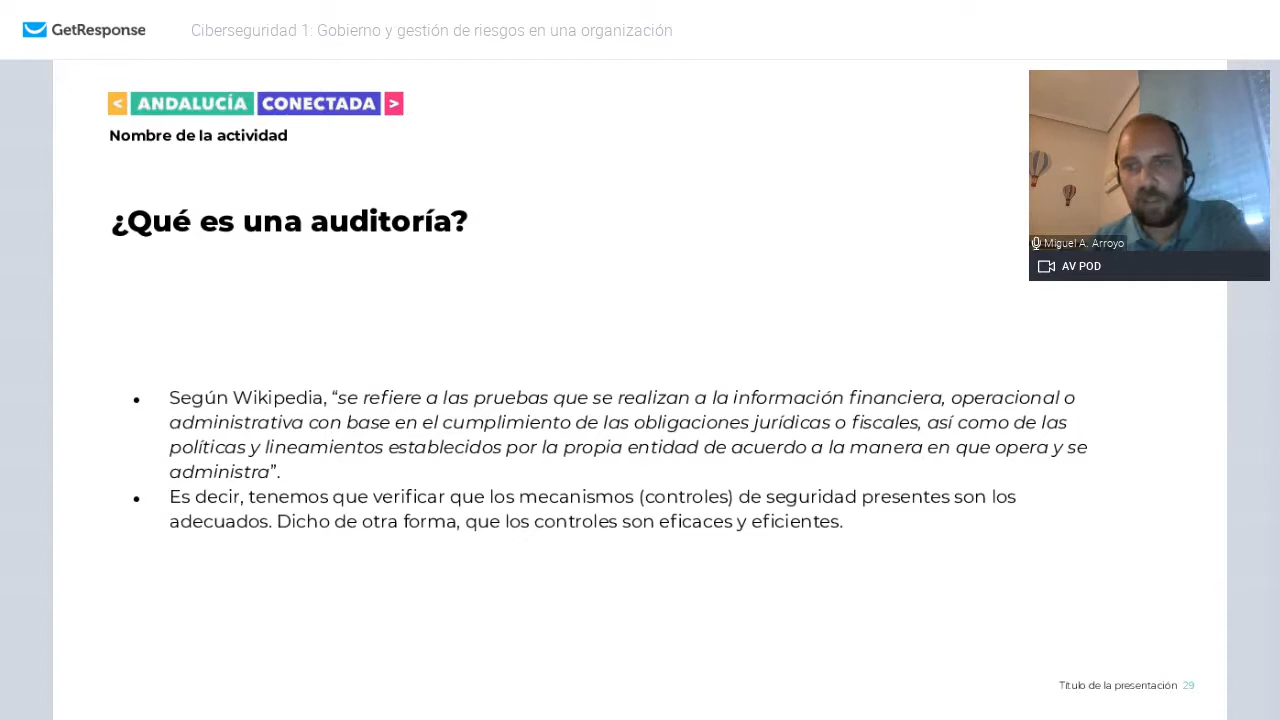 GetResponse
Ciberseguridad 1: Gobierno y gestión de riesgos en una organización
< ANDALUCÍA CONECTADA >
Nombre de la actividad
¿Qué es una auditoría?
Miguel A. Arroyo
AV POD
• Según Wikipedia, “se refiere a las pruebas que se realizan a la información financiera, operacional o
administrativa con base en el cumplimiento de las obligaciones jurídicas o fiscales, así como de las
políticas y lineamientos establecidos por la propia entidad de acuerdo a la manera en que opera y se
administra”.
• Es decir, tenemos que verificar que los mecanismos (controles) de seguridad presentes son los
adecuados. Dicho de otra forma, que los controles son eficaces y eficientes.
Título de la presentación 29